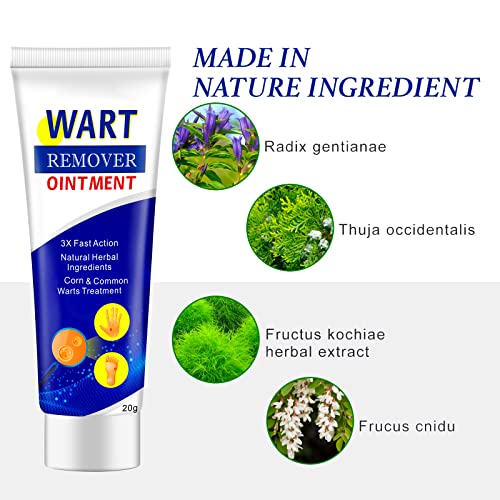 MADE IN
NATURE INGREDIENT
WART
REMOVER
OINTMENT
3X Fast Action
Natural Herbal
Ingredients
Corn & Common
Warts Treatment
20g
Radix gentianae
Thuja occidentalis
Fructus kochiae
herbal extract
Frucus cnidu